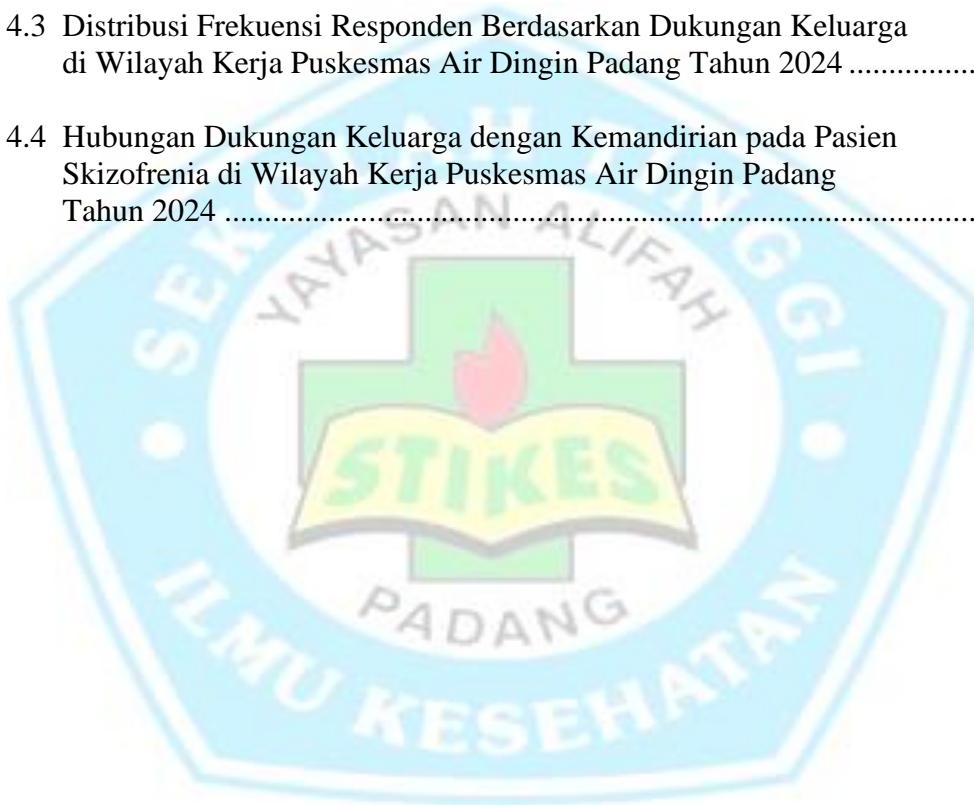 4.3 Distribusi Frekuensi Responden Berdasarkan Dukungan Keluarga
di Wilayah Kerja Puskesmas Air Dingin Padang Tahun 2024 ................
4.4 Hubungan Dukungan Keluarga dengan Kemandirian pada Pasien
Skizofrenia di Wilayah Kerja Puskesmas Air Dingin Padang
Tahun 2024 ...............................................................................................
SEKOLAH TINGGI
YAYASAN ALIFAH
STIKES
PADANG
ILMU KESEHATAN